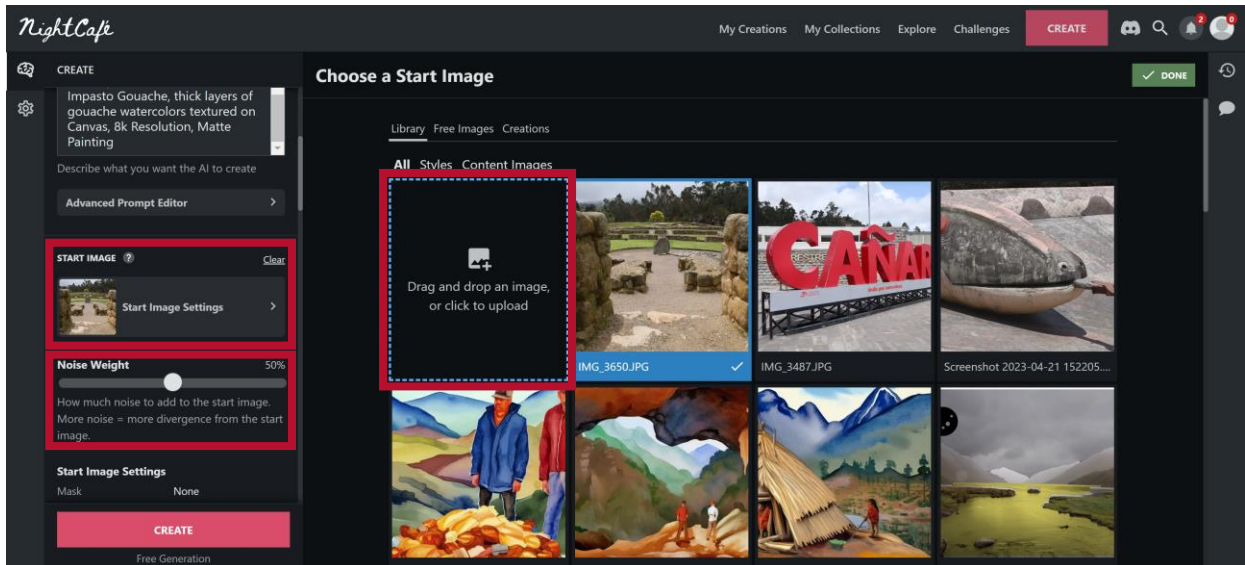 NightCafé
My Creations My Collections Explore Challenges CREATE 2 0
CREATE
Impasto Gouache, thick layers of
gouache watercolors textured on
Canvas, 8k Resolution, Matte
Painting
Describe what you want the AI to create
Advanced Prompt Editor
START IMAGE ? Clear
Start Image Settings
Noise Weight 50%
How much noise to add to the start image.
More noise = more divergence from the start
image.
Start Image Settings
Mask None
CREATE
Free Generation
Choose a Start Image
DONE
Library Free Images Creations
All Styles Content Images
Drag and drop an image,
or click to upload
CAÑAR
IMG_3650.JPG
IMG_3487.JPG
Screenshot 2023-04-21 152205....